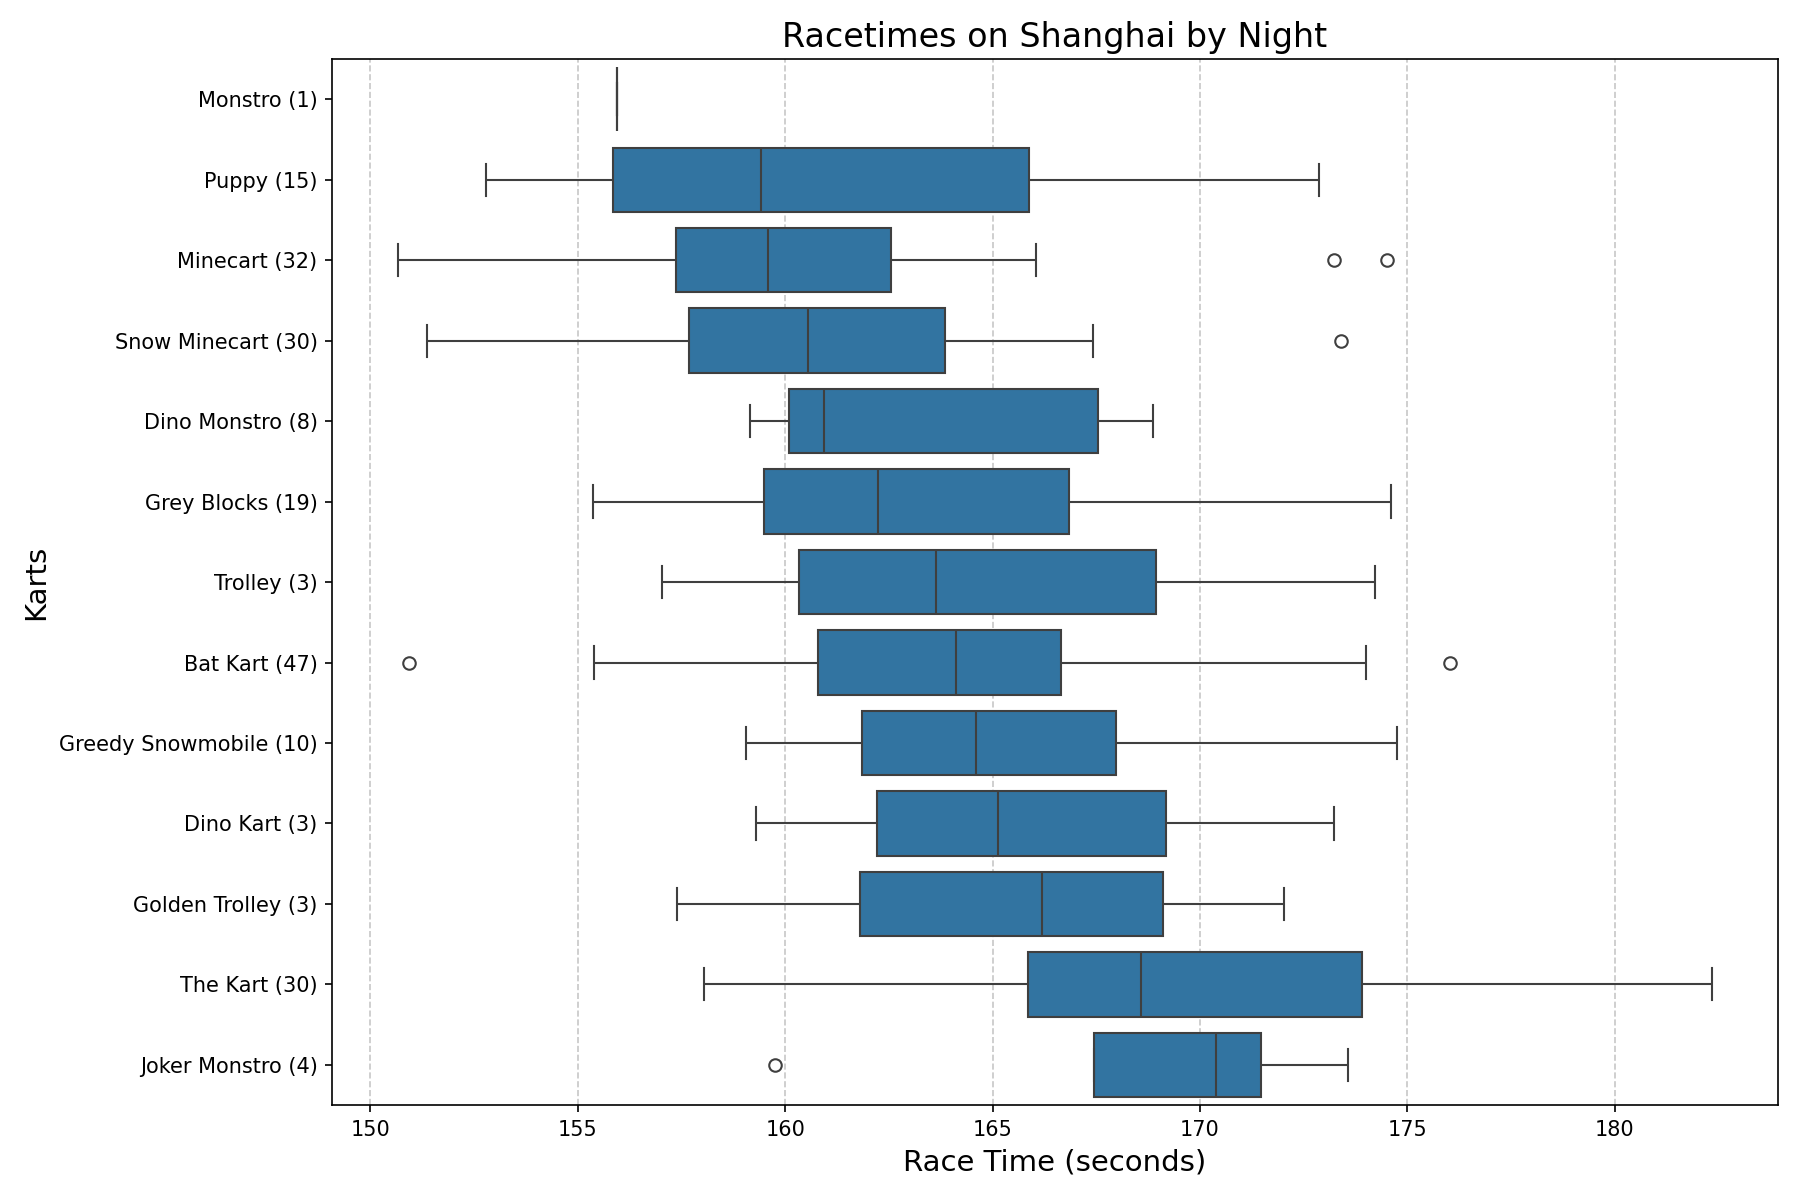 Racetimes on Shanghai by Night
Karts
Monstro (1)
Puppy (15)
Minecart (32)
Snow Minecart (30)
Dino Monstro (8)
Grey Blocks (19)
Trolley (3)
Bat Kart (47)
Greedy Snowmobile (10)
Dino Kart (3)
Golden Trolley (3)
The Kart (30)
Joker Monstro (4)
150 155 160 165 170 175 180
Race Time (seconds)